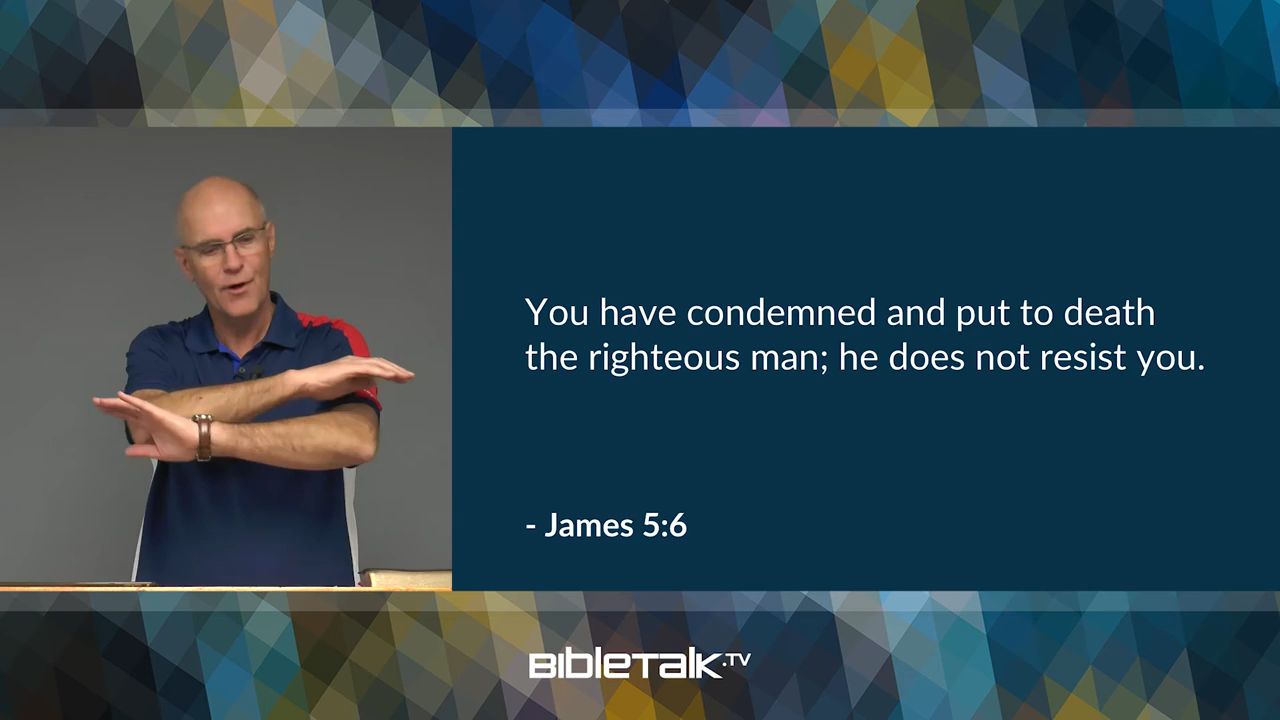 You have condemned and put to death
the righteous man; he does not resist you.
- James 5:6
BIBLETALK.TV